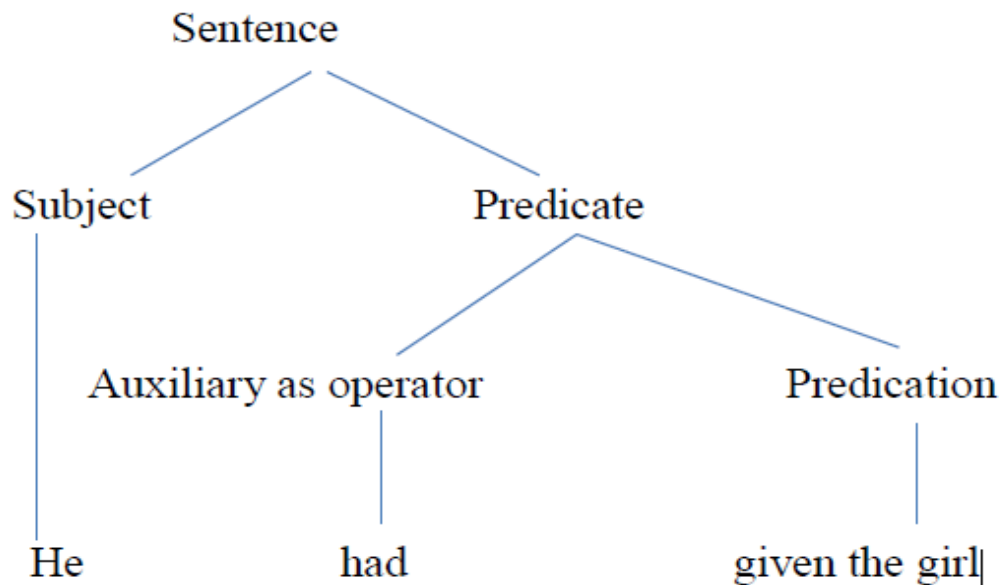 Sentence
Subject Predicate
Auxiliary as operator Predication
He had given the girl